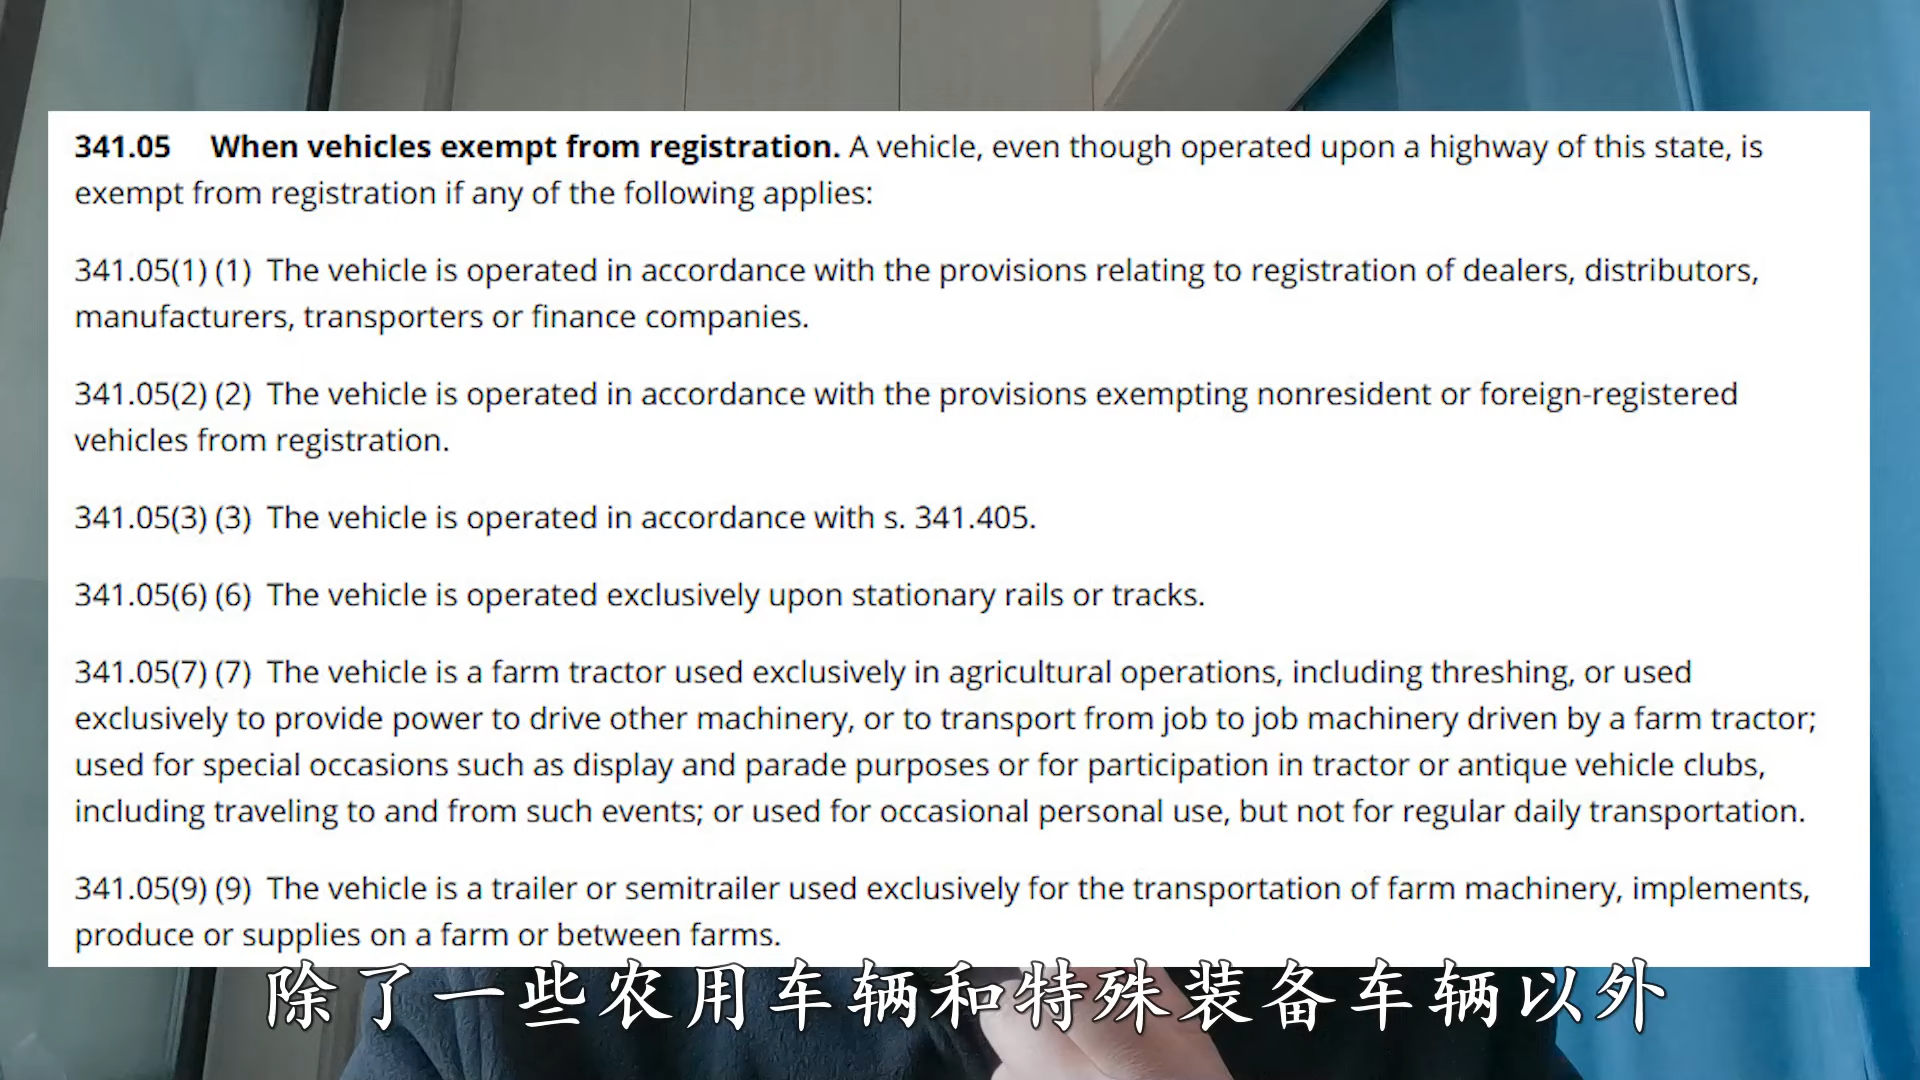 341.05 When vehicles exempt from registration. A vehicle, even though operated upon a highway of this state, is
exempt from registration if any of the following applies:
341.05(1) (1) The vehicle is operated in accordance with the provisions relating to registration of dealers, distributors,
manufacturers, transporters or finance companies.
341.05(2) (2) The vehicle is operated in accordance with the provisions exempting nonresident or foreign-registered
vehicles from registration.
341.05(3) (3) The vehicle is operated in accordance with s. 341.405.
341.05(6) (6) The vehicle is operated exclusively upon stationary rails or tracks.
341.05(7) (7) The vehicle is a farm tractor used exclusively in agricultural operations, including threshing, or used
exclusively to provide power to drive other machinery, or to transport from job to job machinery driven by a farm tractor;
used for special occasions such as display and parade purposes or for participation in tractor or antique vehicle clubs,
including traveling to and from such events; or used for occasional personal use, but not for regular daily transportation.
341.05(9) (9) The vehicle is a trailer or semitrailer used exclusively for the transportation of farm machinery, implements,
produce or supplies on a farm or between farms.
除了一些农用车辆和特殊装备车辆以外